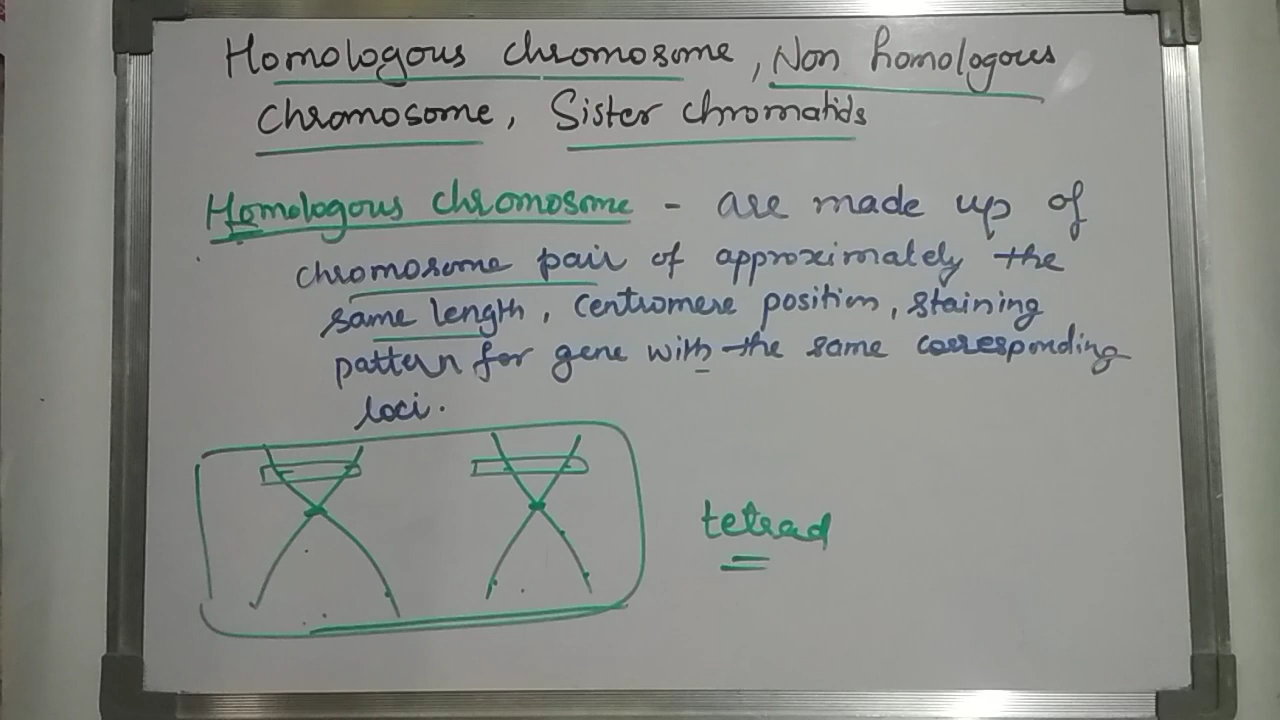 Homologous chromosome, Non homologous
chromosome, Sister chromatids
Homologous chromosome - are made up of
chromosome pair of approximately the
same length, centromere position, staining
pattern for gene with the same corresponding
loci.
tetrad